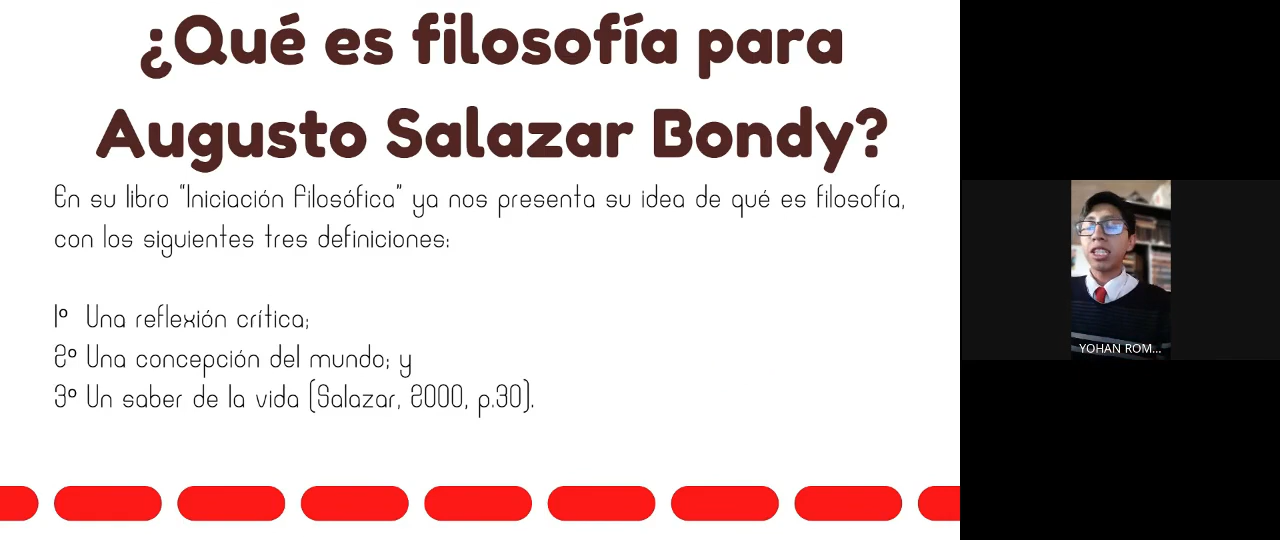 ¿Qué es filosofía para
Augusto Salazar Bondy?
En su libro "Iniciación Filosófica" ya nos presenta su idea de qué es filosofía,
con los siguientes tres definiciones:
1° Una reflexión crítica;
2° Una concepción del mundo; y
3° Un saber de la vida (Salazar, 2000, p.30).
YOHAN ROM...